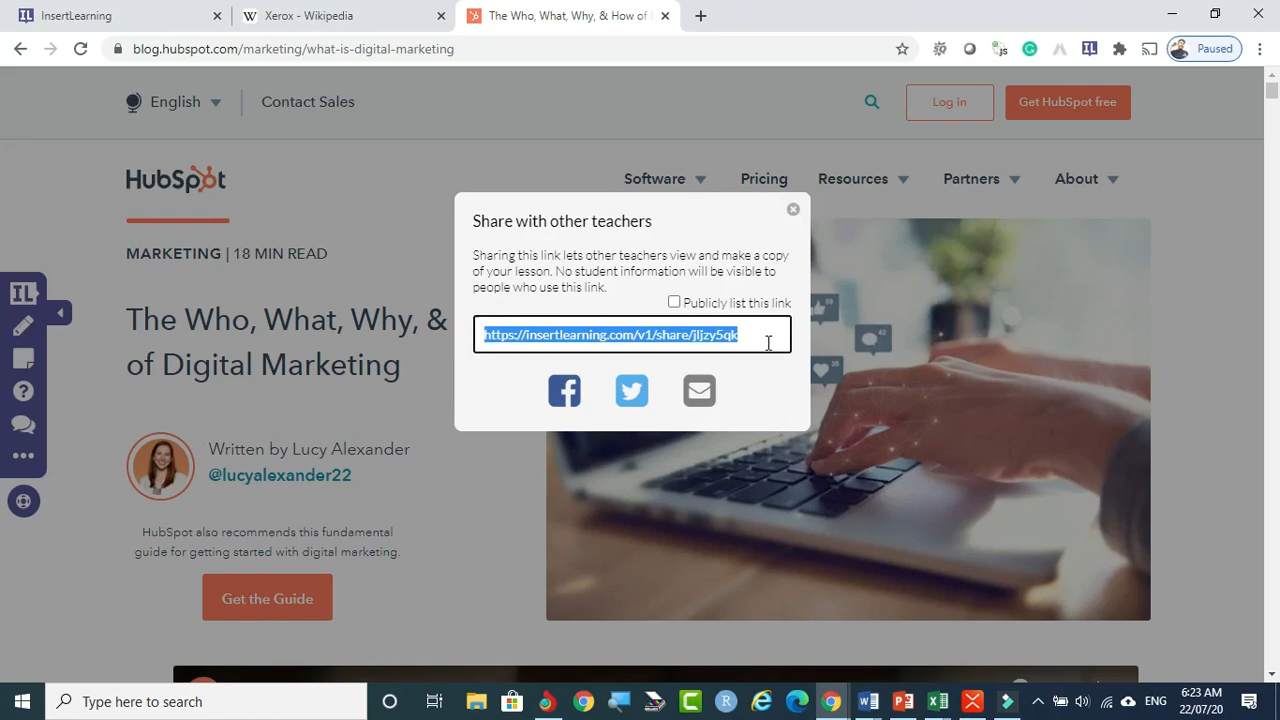 InsertLearning
Xerox - Wikipedia
The Who, What, Why, & How of
blog.hubspot.com/marketing/what-is-digital-marketing
Paused
English
Contact Sales
Log in
Get HubSpot free
HubSpot
Software
Pricing
Resources
Partners
About
MARKETING | 18 MIN READ
The Who, What, Why, &
of Digital Marketing
Written by Lucy Alexander
@lucyalexander22
HubSpot also recommends this fundamental
guide for getting started with digital marketing.
Get the Guide
Share with other teachers
Sharing this link lets other teachers view and make a copy
of your lesson. No student information will be visible to
people who use this link.
Publicly list this link
https://insertlearning.com/v1/share/jljzy5qk
Type here to search
ENG
6:23 AM
22/07/20